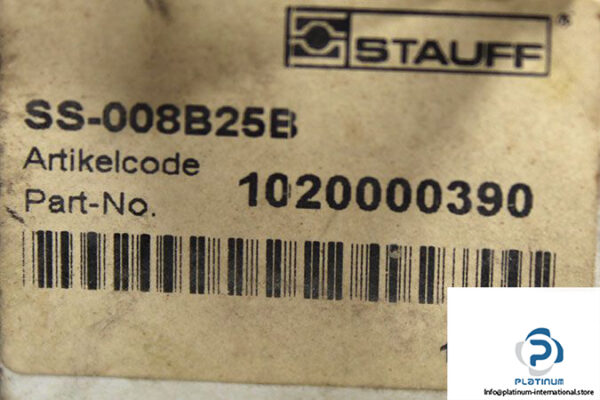 STAUFF®
SS-008B25B
Artikelcode
Part-No. 1020000390
PLATINUM
Info@platinum-international.store